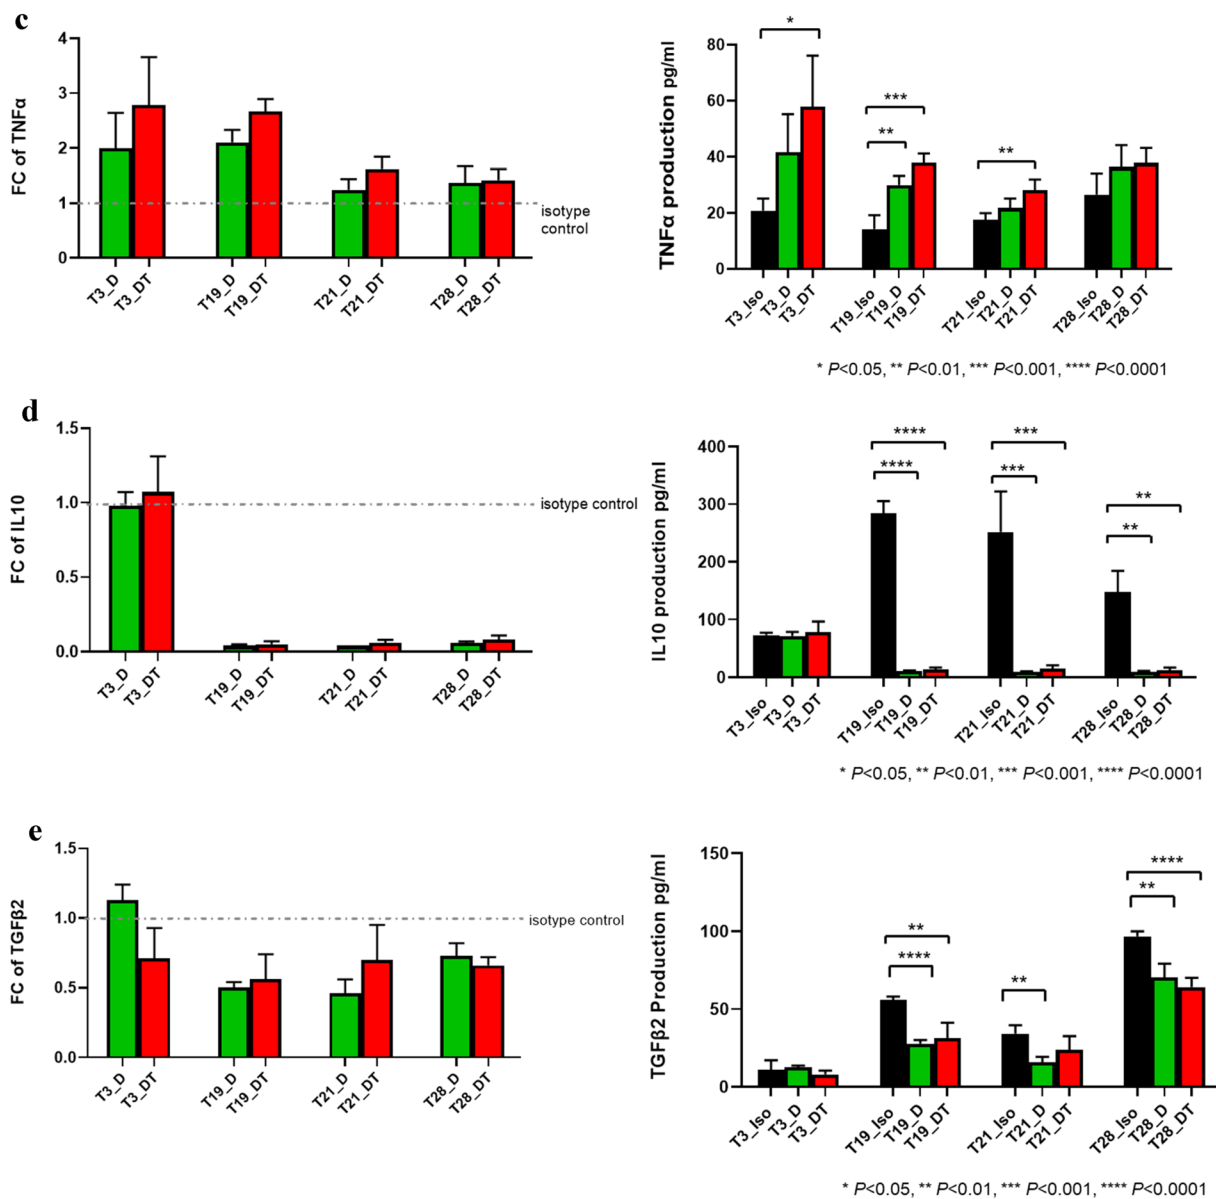 c
FC of TNFα
4
3
2
1
0
isotype
control
T3_D
T3_DT
T19_D
T19_DT
T21_D
T21_DT
T28_D
T28_DT
TNFα production pg/ml
80
60
40
20
0
*
**
***
**
T3_Iso
T3_D
T3_DT
T19_Iso
T19_D
T19_DT
T21_Iso
T21_D
T21_DT
T28_Iso
T28_D
T28_DT
* P<0.05, ** P<0.01, *** P<0.001, **** P<0.0001
d
FC of IL10
1.5
1.0
0.5
0.0
isotype control
T3_D
T3_DT
T19_D
T19_DT
T21_D
T21_DT
T28_D
T28_DT
IL10 production pg/ml
400
300
200
100
0
****
****
***
***
**
**
T3_Iso
T3_D
T3_DT
T19_Iso
T19_D
T19_DT
T21_Iso
T21_D
T21_DT
T28_Iso
T28_D
T28_DT
* P<0.05, ** P<0.01, *** P<0.001, **** P<0.0001
e
FC of TGFβ2
1.5
1.0
0.5
0.0
isotype control
T3_D
T3_DT
T19_D
T19_DT
T21_D
T21_DT
T28_D
T28_DT
TGFβ2 Production pg/ml
150
100
50
0
**
****
**
****
**
T3_Iso
T3_D
T3_DT
T19_Iso
T19_D
T19_DT
T21_Iso
T21_D
T21_DT
T28_Iso
T28_D
T28_DT
* P<0.05, ** P<0.01, *** P<0.001, **** P<0.0001